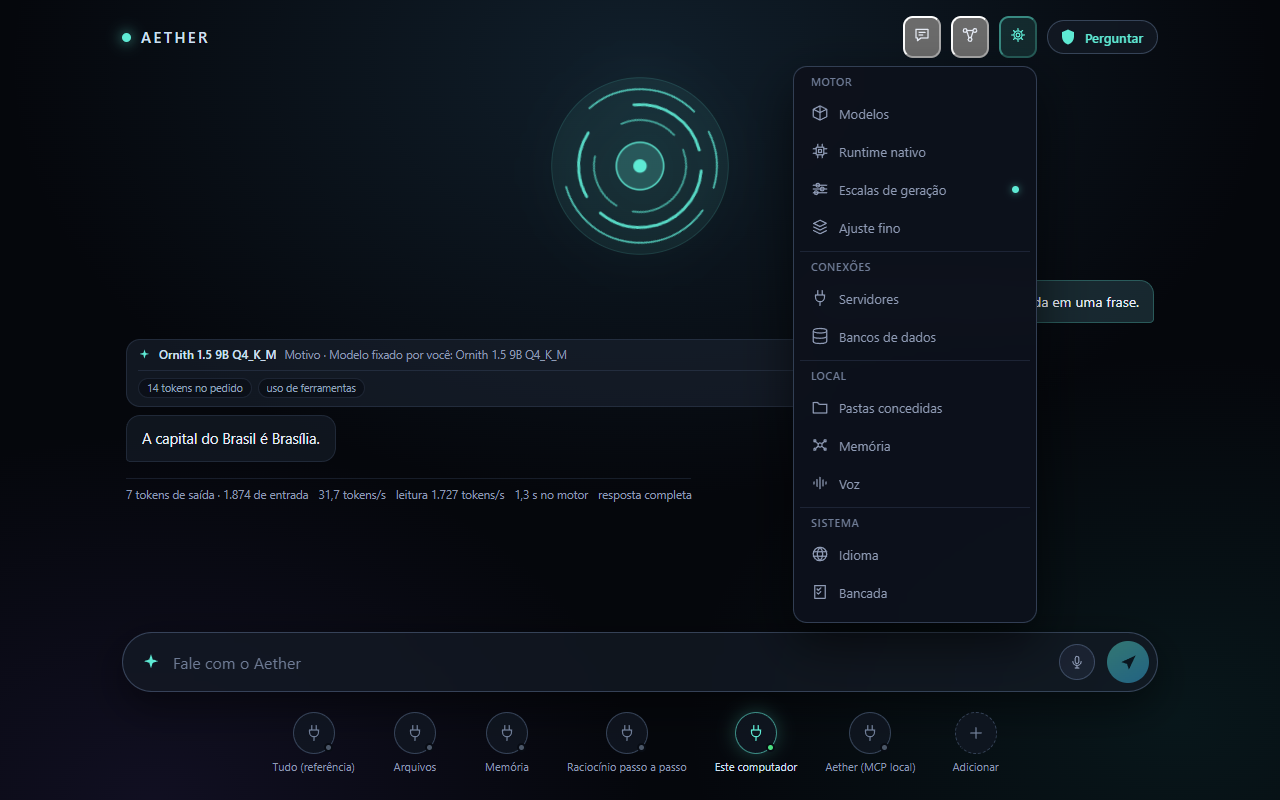 AETHER
Perguntar
MOTOR
Modelos
Runtime nativo
Escalas de geração
Ajuste fino
CONEXÕES
Servidores
Bancos de dados
LOCAL
Pastas concedidas
Memória
Voz
SISTEMA
Idioma
Bancada
em uma frase.
Ornith 1.5 9B Q4_K_M Motivo · Modelo fixado por você: Ornith 1.5 9B Q4_K_M
14 tokens no pedido uso de ferramentas
A capital do Brasil é Brasília.
7 tokens de saída · 1.874 de entrada 31,7 tokens/s leitura 1.727 tokens/s 1,3 s no motor resposta completa
Fale com o Aether
Tudo (referência) Arquivos Memória Raciocínio passo a passo Este computador Aether (MCP local) Adicionar